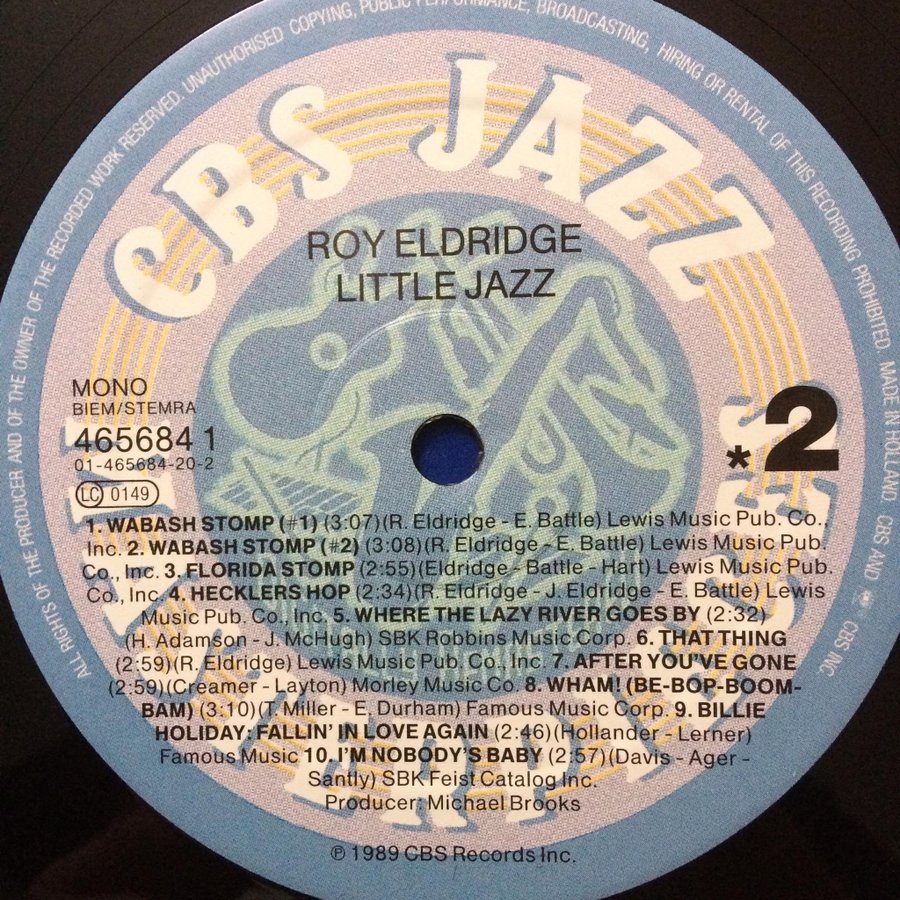 ALL RIGHTS OF THE PRODUCER AND OF THE OWNER OF THE RECORDED WORK RESERVED. UNAUTHORISED COPYING, PUBLIC PERFORMANCE, BROADCASTING, HIRING OR RENTAL OF THIS RECORDING PROHIBITED. MADE IN HOLLAND. CBS AND CBS INC
CBS JAZZ
ROY ELDRIDGE
LITTLE JAZZ
MONO
BIEM/STEMRA
465684 1
01-465684-20-2
LC 0149
*2
1. WABASH STOMP (#1) (3:07)(R. Eldridge - E. Battle) Lewis Music Pub. Co.,
Inc. 2. WABASH STOMP (#2) (3:08)(R. Eldridge - E. Battle) Lewis Music Pub.
Co., Inc. 3. FLORIDA STOMP (2:55)(Eldridge - Battle - Hart) Lewis Music Pub.
Co., Inc. 4. HECKLERS HOP (2:34)(R. Eldridge - J. Eldridge - E. Battle) Lewis
Music Pub. Co., Inc. 5. WHERE THE LAZY RIVER GOES BY (2:32)
(H. Adamson - J. McHugh) SBK Robbins Music Corp. 6. THAT THING
(2:59)(R. Eldridge) Lewis Music Pub. Co., Inc. 7. AFTER YOU'VE GONE
(2:59)(Creamer - Layton) Morley Music Co. 8. WHAM! (BE-BOP-BOOM-
BAM) (3:10)(T. Miller - E. Durham) Famous Music Corp. 9. BILLIE
HOLIDAY: FALLIN' IN LOVE AGAIN (2:46)(Hollander - Lerner)
Famous Music 10. I'M NOBODY'S BABY (2:57)(Davis - Ager -
Santly) SBK Feist Catalog Inc.
Producer: Michael Brooks
℗ 1989 CBS Records Inc.